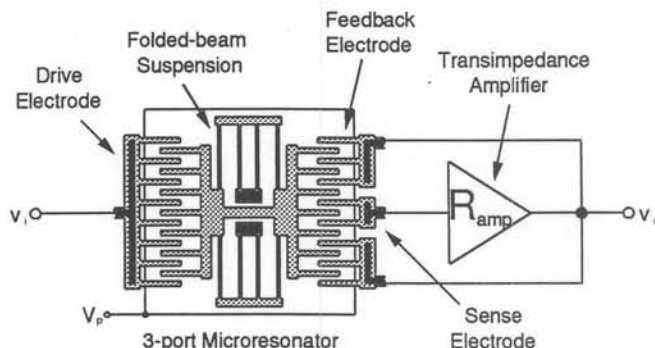 Folded-beam
Suspension
Feedback
Electrode
Drive
Electrode
Transimpedance
Amplifier
v i
R amp
V p
3-port Microresonator
Sense
Electrode